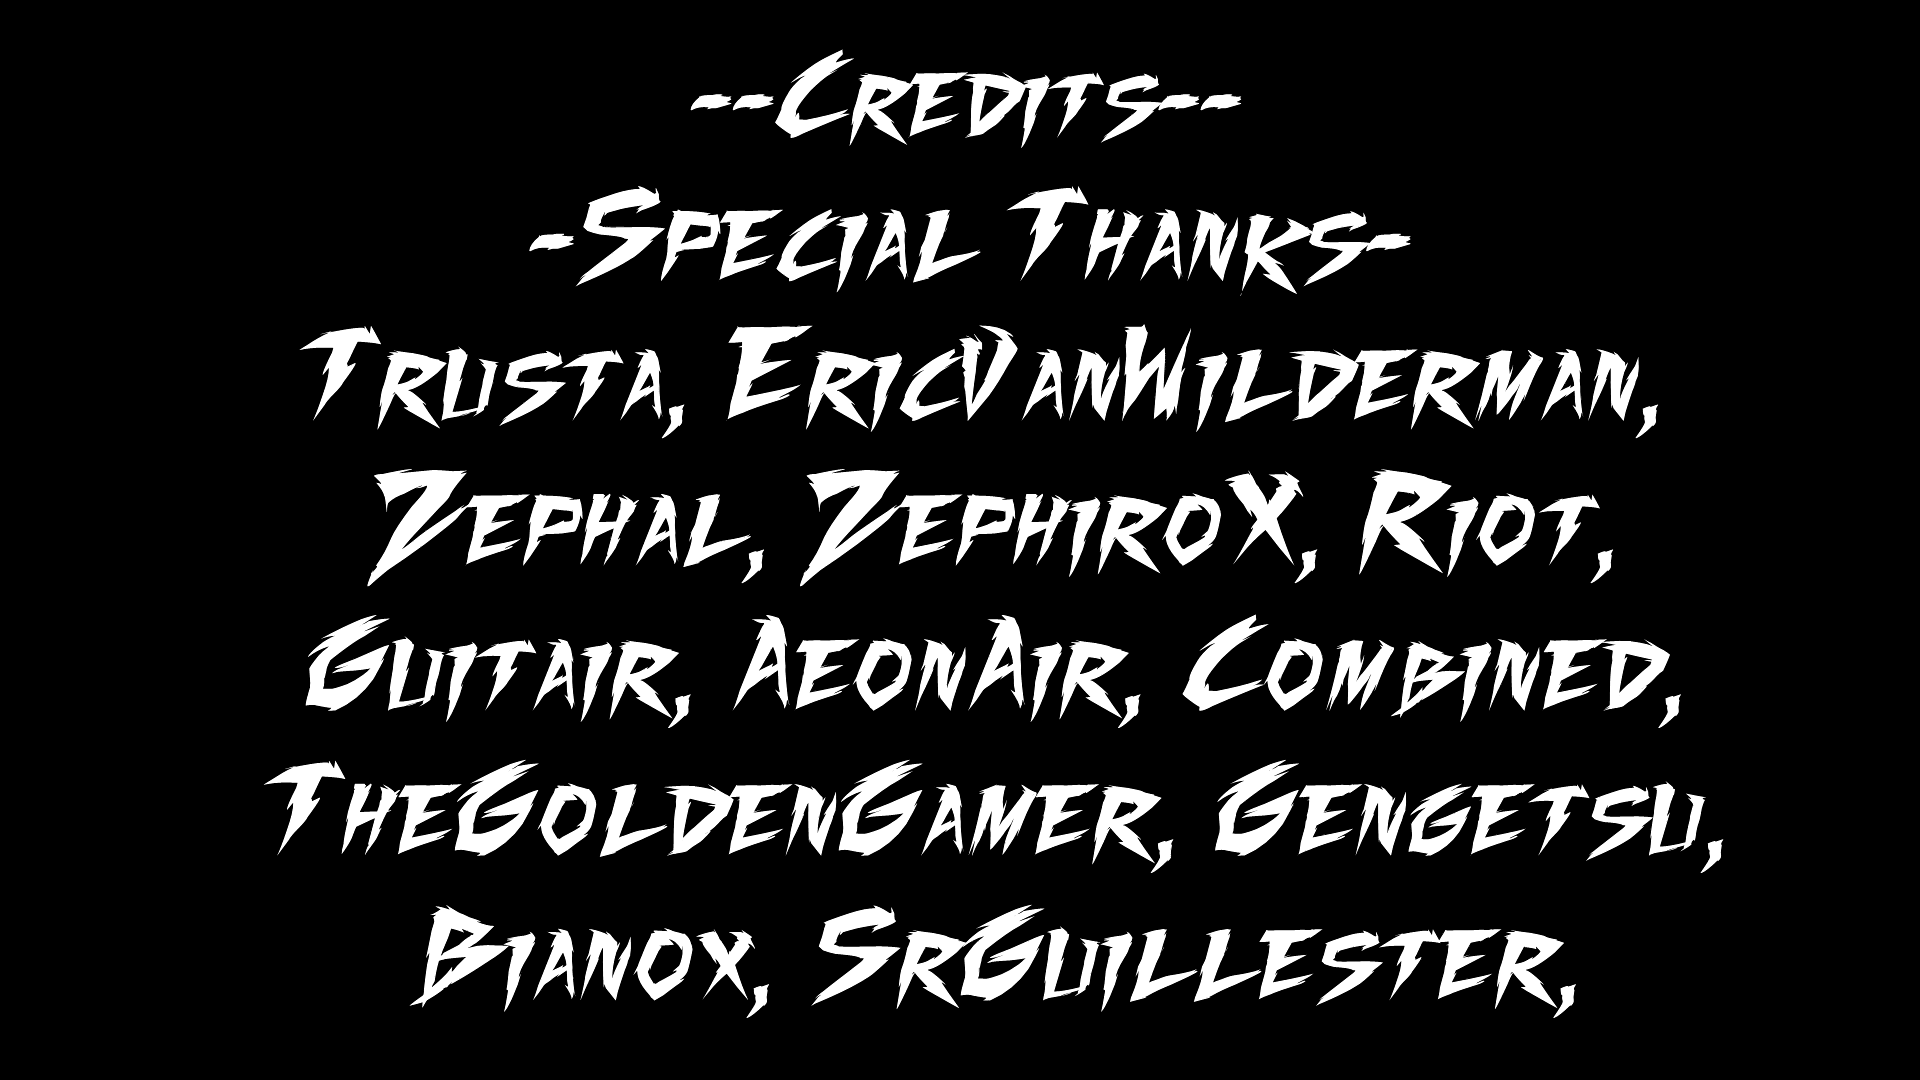 --Credits--
-Special Thanks-
Trusta, EricVanWilderman,
Zephal, ZephiroX, Riot,
Guitair, AeonAir, Combined,
TheGoldenGamer, Gengetsu,
Bianox, SrGuillester,